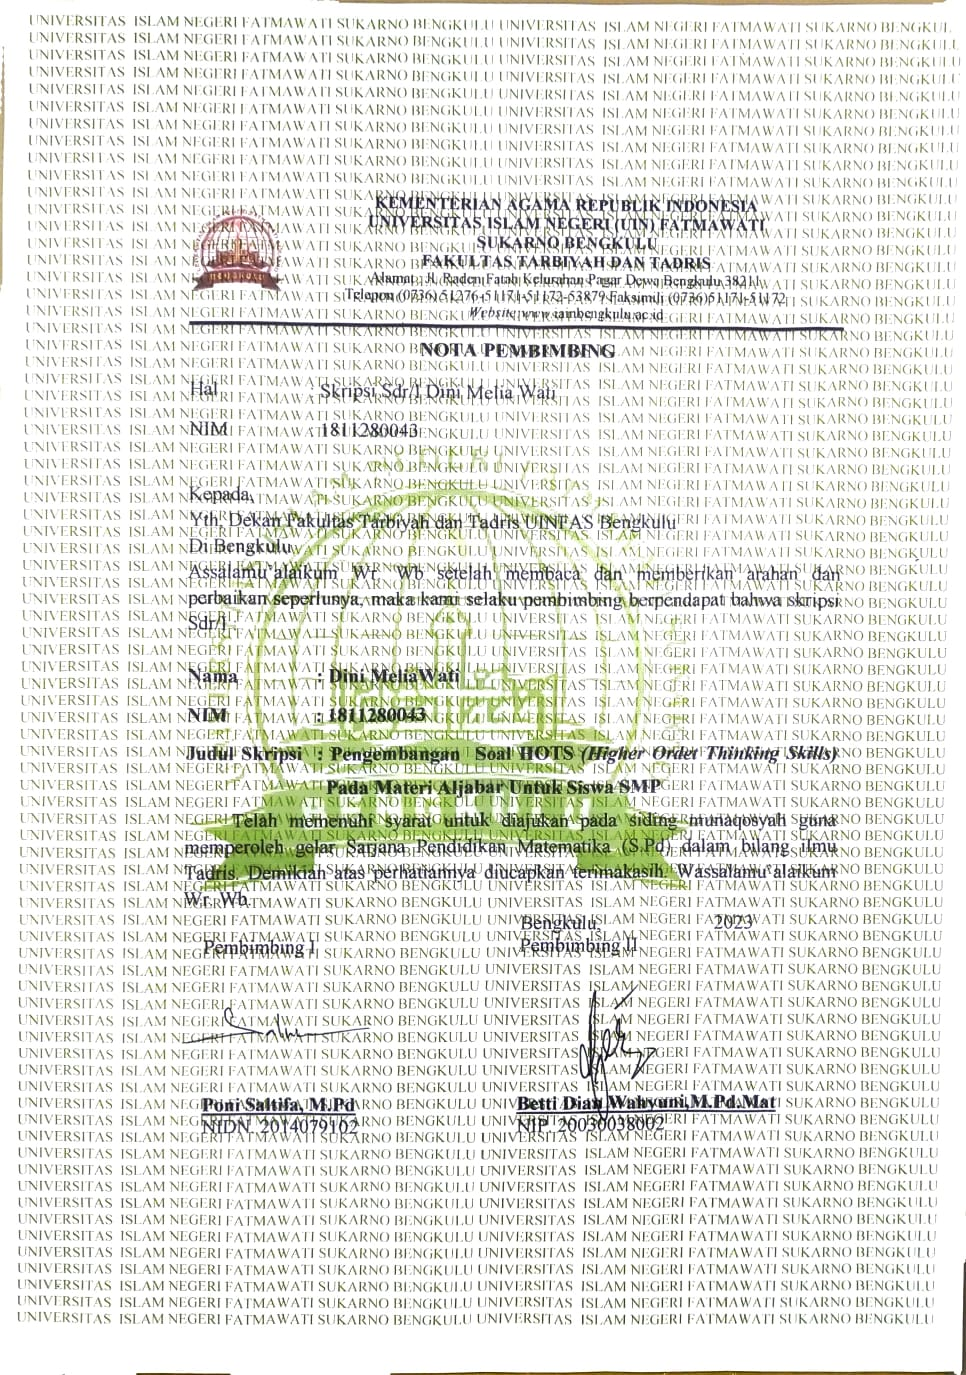 KEMENTERIAN AGAMA REPUBLIK INDONESIA
UNIVERSITAS ISLAM NEGERI (UIN) FATMAWATI
SUKARNO BENGKULU
FAKULTAS TARBIYAH DAN TADRIS
Alamat : Jl. Raden Fatah Kelurahan Pagar Dewa Bengkulu 38211
Telepon (0736) 51276-51171-51172-53879 Faksimili (0736)51171-51172
Website www.iainbengkulu.ac.id
BENGKULU
NOTA PEMBIMBING
Hal : Skripsi Sdr/I Dini Melia Wati
NIM : 1811280043
Kepada,
Yth, Dekan Fakultas Tarbiyah dan Tadris UINFAS Bengkulu
Di Bengkulu
Assalamu'alaikum Wr. Wb setelah membaca dan memberikan arahan dan
perbaikan seperlunya, maka kami selaku pembimbing berpendapat bahwa skripsi
Sdr/I
Nama : Dini MeliaWati
NIM : 1811280043
Judul Skripsi : Pengembangan Soal HOTS (Higher Ordet Thinking Skills)
Pada Materi Aljabar Untuk Siswa SMP
Telah memenuhi syarat untuk diajukan pada siding munaqosyah guna
memperoleh gelar Sarjana Pendidikan Matematika (S.Pd) dalam bilang ilmu
Tadris. Demikian atas perhatiannya diucapkan terimakasih. Wassalamu'alaikum
Wr. Wb.
Bengkulu, 2023
Pembimbing I Pembimbing II
Poni Saltifa, M.Pd Betti Dian Wahyuni,M.Pd.Mat
NIDN. 2014079102 NIP. 20030038002